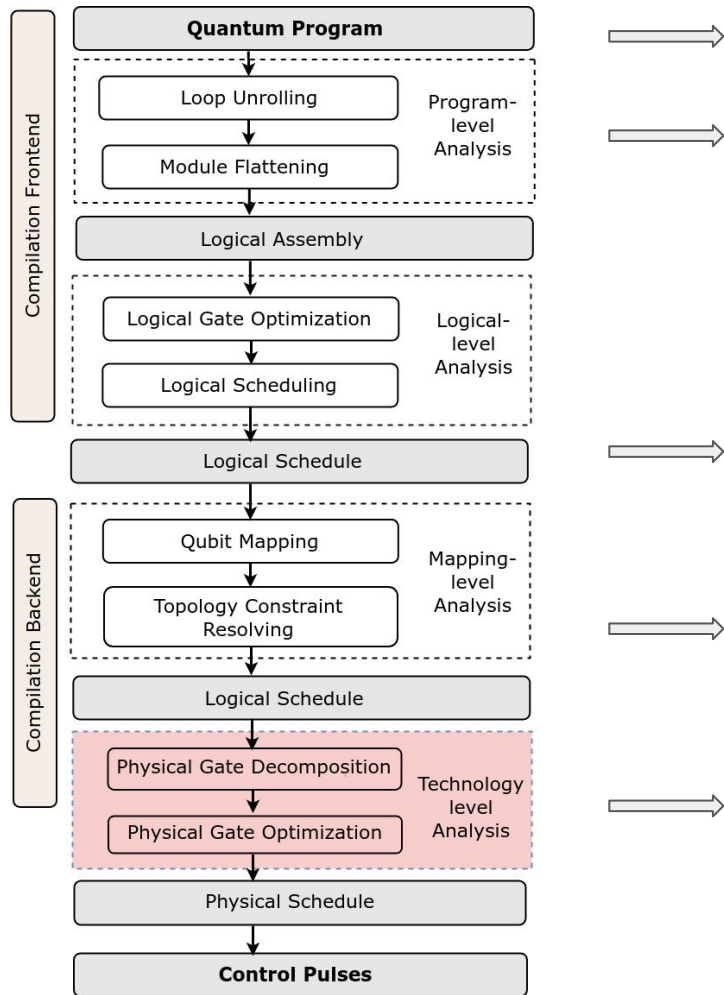 Quantum Program
Compilation Frontend
Loop Unrolling
Module Flattening
Program-
level
Analysis
Logical Assembly
Logical Gate Optimization
Logical Scheduling
Logical-
level
Analysis
Logical Schedule
Compilation Backend
Qubit Mapping
Topology Constraint
Resolving
Mapping-
level
Analysis
Logical Schedule
Physical Gate Decomposition
Physical Gate Optimization
Technology
level
Analysis
Physical Schedule
Control Pulses